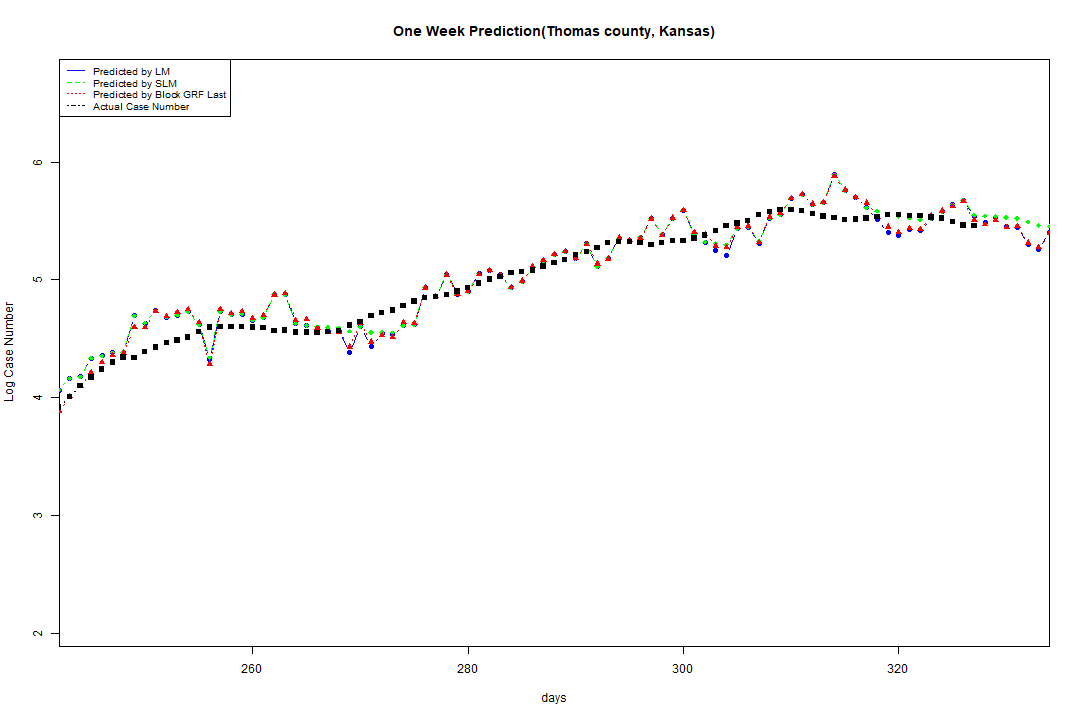 One Week Prediction(Thomas county, Kansas)
Predicted by LM
Predicted by SLM
Predicted by Block GRF Last
Actual Case Number
6
5
4
3
2
Log Case Number
260 280 300 320
days